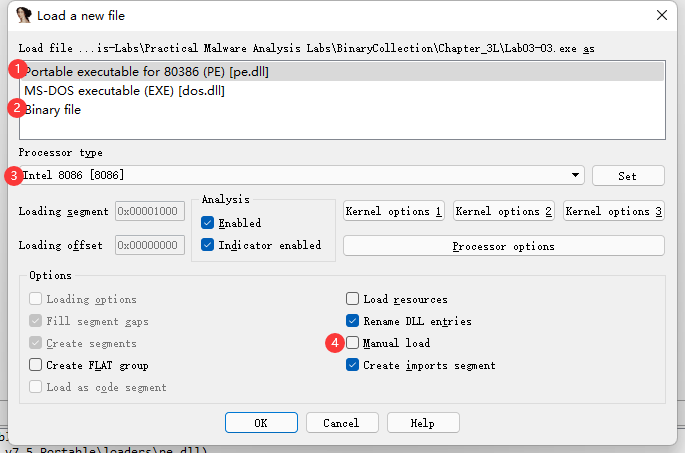 Load a new file
Load file ...is-Labs\Practical Malware Analysis Labs\BinaryCollection\Chapter_3L\Lab03-03.exe as
1 Portable executable for 80386 (PE) [pe.dll]
MS-DOS executable (EXE) [dos.dll]
2 Binary file
Processor type
3 Intel 8086 [8086]
Set
Loading segment 0x00001000
Loading offset 0x00000000
Analysis
Enabled
Indicator enabled
Kernel options 1 Kernel options 2 Kernel options 3
Processor options
Options
Loading options
Fill segment gaps
Create segments
Create FLAT group
Load as code segment
Load resources
Rename DLL entries
4 Manual load
Create imports segment
OK Cancel Help
v7.5 Portable\loaders\pe.dll)